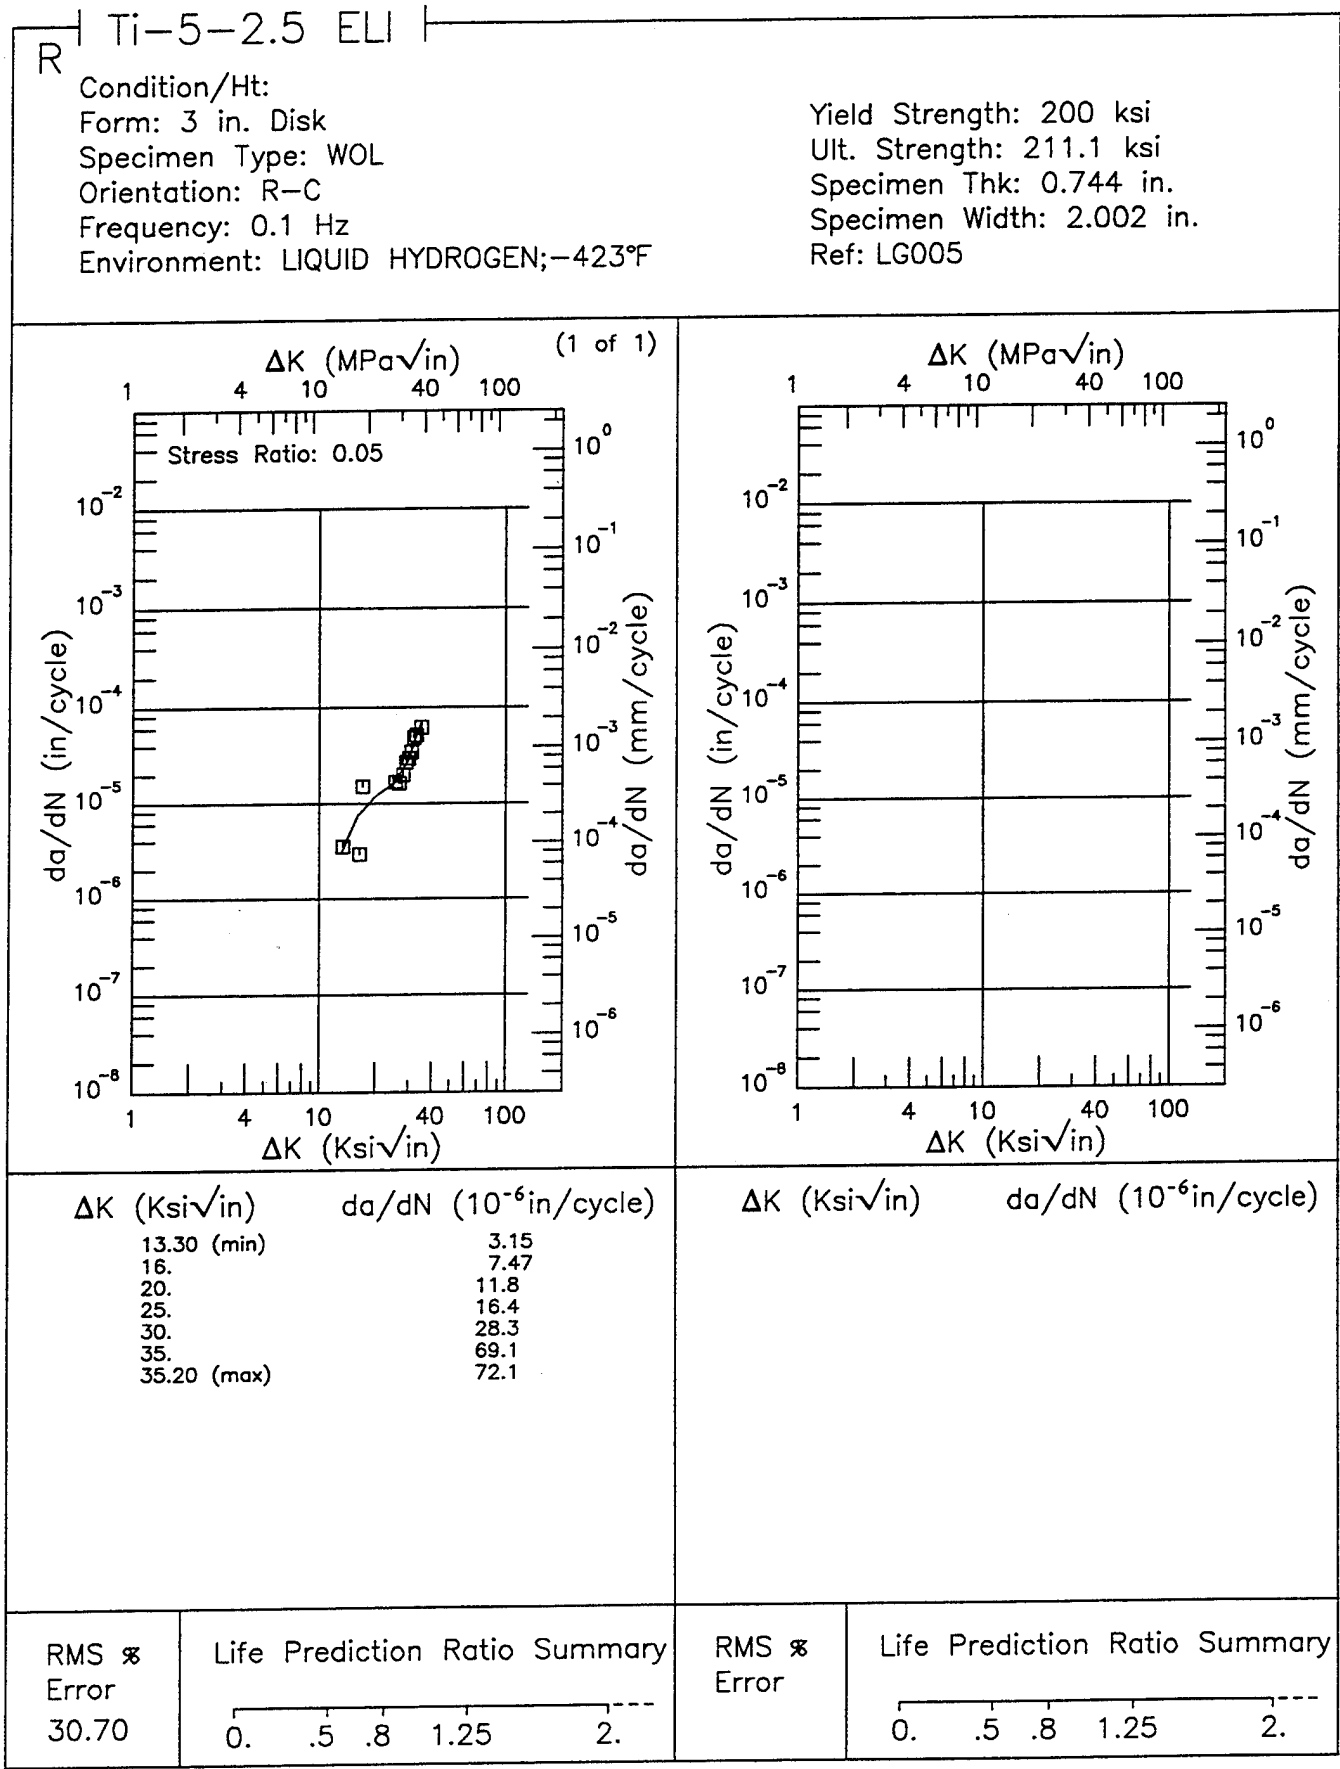 Ti-5-2.5 ELI
R
Condition/Ht:
Form: 3 in. Disk
Specimen Type: WOL
Orientation: R-C
Frequency: 0.1 Hz
Environment: LIQUID HYDROGEN;-423°F
Yield Strength: 200 ksi
Ult. Strength: 211.1 ksi
Specimen Thk: 0.744 in.
Specimen Width: 2.002 in.
Ref: LG005
(1 of 1)
ΔK (MPa√in)
1 4 10 40 100
Stress Ratio: 0.05
da/dN (in/cycle)
10⁻²
10⁻³
10⁻⁴
10⁻⁵
10⁻⁶
10⁻⁷
10⁻⁸
10⁰
10⁻¹
10⁻²
10⁻³
10⁻⁴
10⁻⁵
10⁻⁶
da/dN (mm/cycle)
1 4 10 40 100
ΔK (Ksi√in)
ΔK (MPa√in)
1 4 10 40 100
da/dN (in/cycle)
10⁻²
10⁻³
10⁻⁴
10⁻⁵
10⁻⁶
10⁻⁷
10⁻⁸
10⁰
10⁻¹
10⁻²
10⁻³
10⁻⁴
10⁻⁵
10⁻⁶
da/dN (mm/cycle)
1 4 10 40 100
ΔK (Ksi√in)
ΔK (Ksi√in) da/dN (10⁻⁶in/cycle)
13.30 (min) 3.15
16. 7.47
20. 11.8
25. 16.4
30. 28.3
35. 69.1
35.20 (max) 72.1
ΔK (Ksi√in) da/dN (10⁻⁶in/cycle)
RMS %
Error
30.70
Life Prediction Ratio Summary
0. .5 .8 1.25 2.
RMS %
Error
Life Prediction Ratio Summary
0. .5 .8 1.25 2.